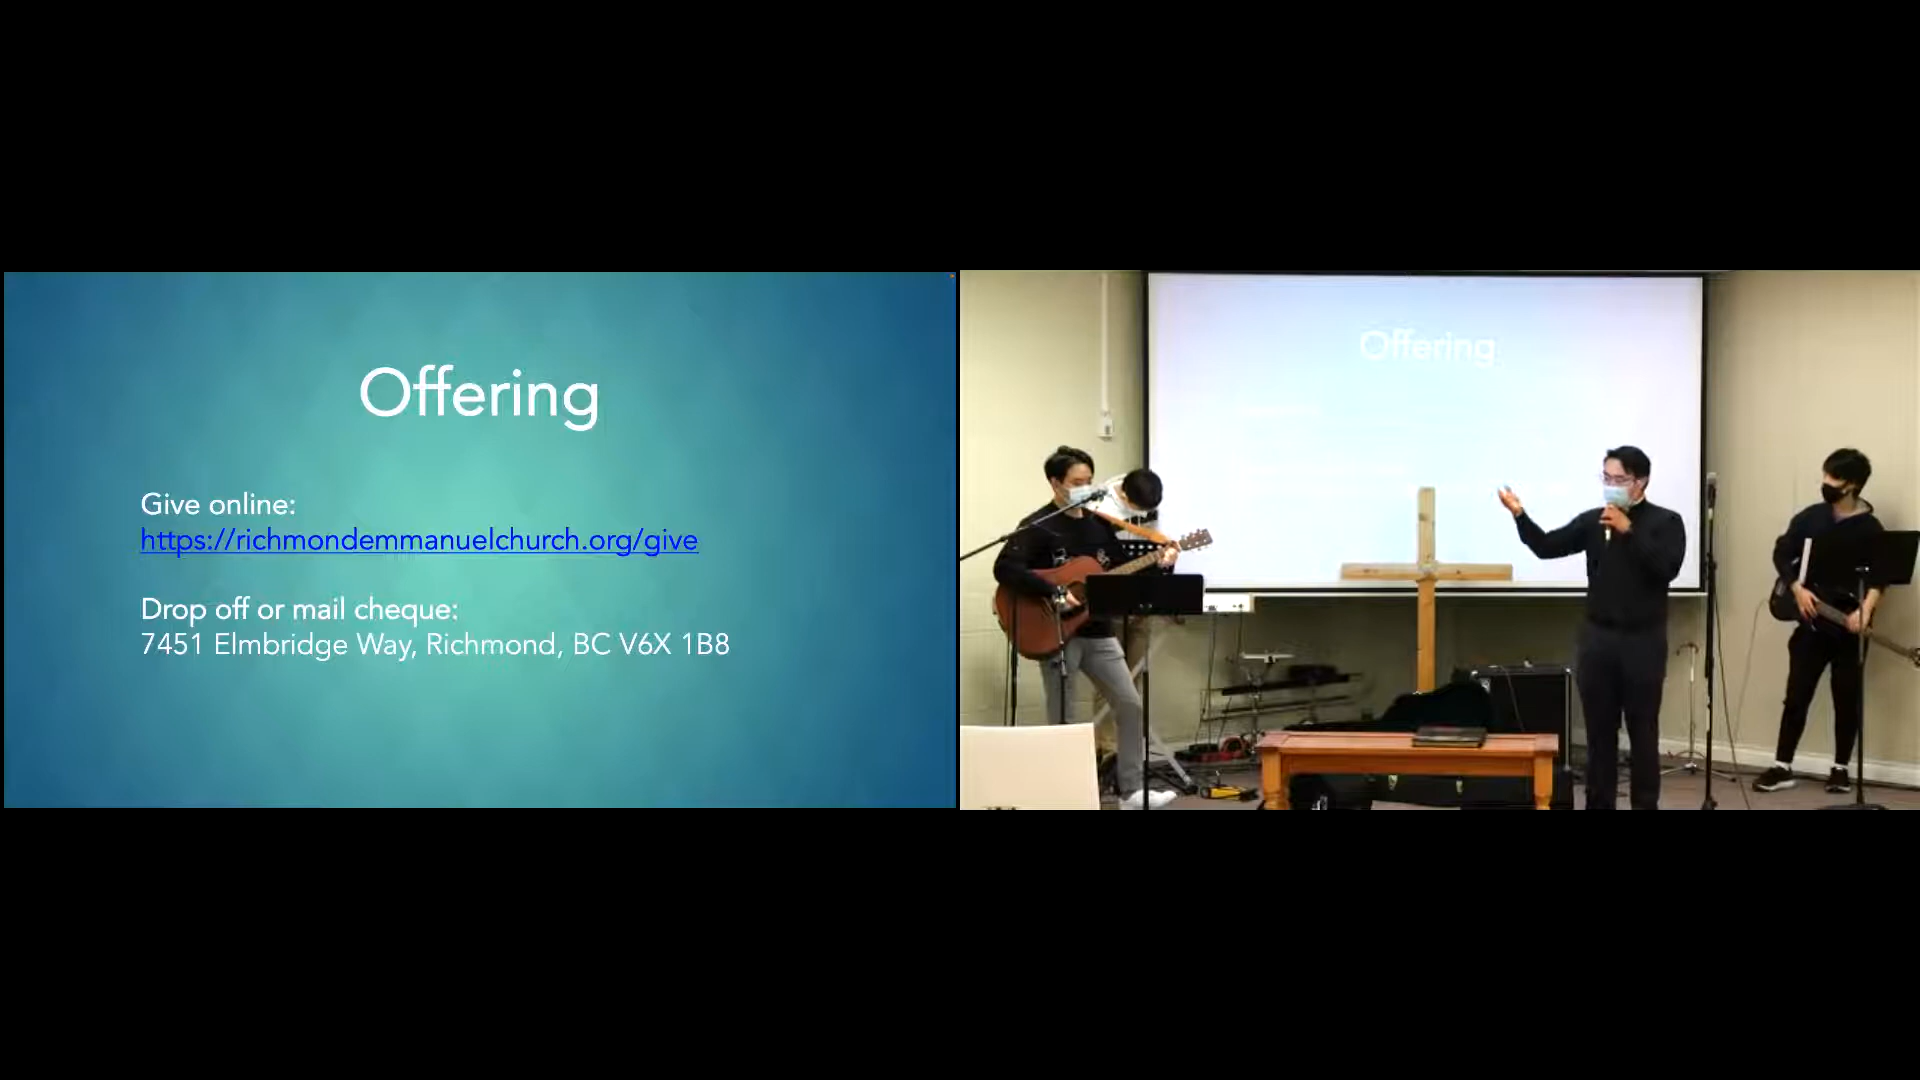 Offering
Give online:
https://richmondemmanuelchurch.org/give
Drop off or mail cheque:
7451 Elmbridge Way, Richmond, BC V6X 1B8
Offering